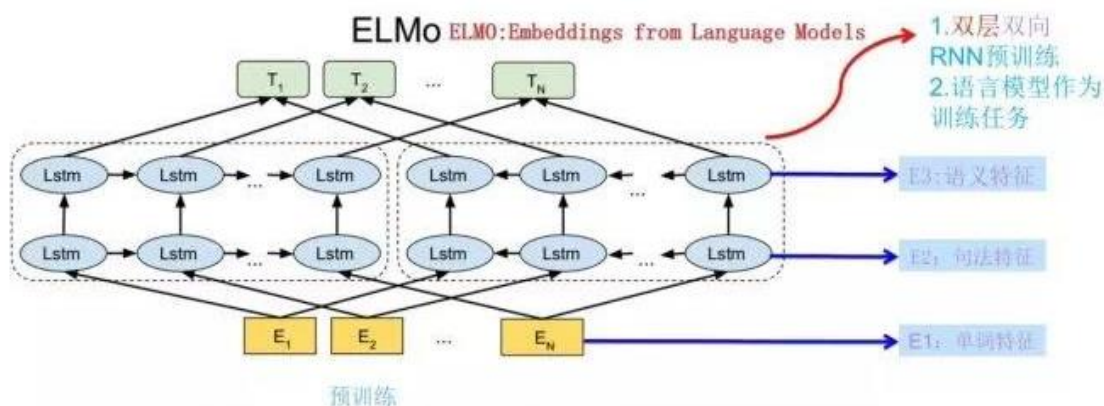 ELMo ELMO:Embeddings from Language Models
1.双层双向
RNN预训练
2.语言模型作为
训练任务
T1 T2 ... TN
Lstm Lstm ... Lstm Lstm Lstm ... Lstm
E3:语义特征
Lstm Lstm ... Lstm Lstm Lstm ... Lstm
E2：句法特征
E1 E2 ... EN
E1：单词特征
预训练